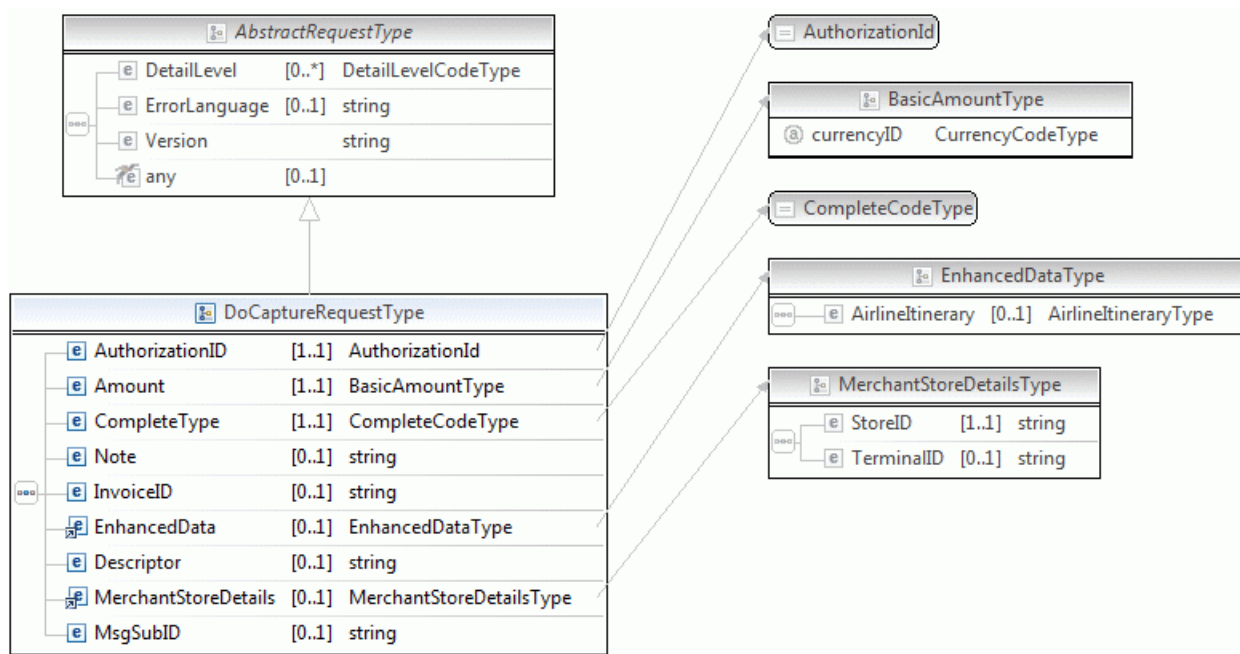 AbstractRequestType
DetailLevel [0..*] DetailLevelCodeType
ErrorLanguage [0..1] string
Version string
any [0..1]
DoCaptureRequestType
AuthorizationID [1..1] AuthorizationId
Amount [1..1] BasicAmountType
CompleteType [1..1] CompleteCodeType
Note [0..1] string
InvoiceID [0..1] string
EnhancedData [0..1] EnhancedDataType
Descriptor [0..1] string
MerchantStoreDetails [0..1] MerchantStoreDetailsType
MsgSubID [0..1] string
AuthorizationId
BasicAmountType
currencyID CurrencyCodeType
CompleteCodeType
EnhancedDataType
AirlineItinerary [0..1] AirlineItineraryType
MerchantStoreDetailsType
StoreID [1..1] string
TerminalID [0..1] string